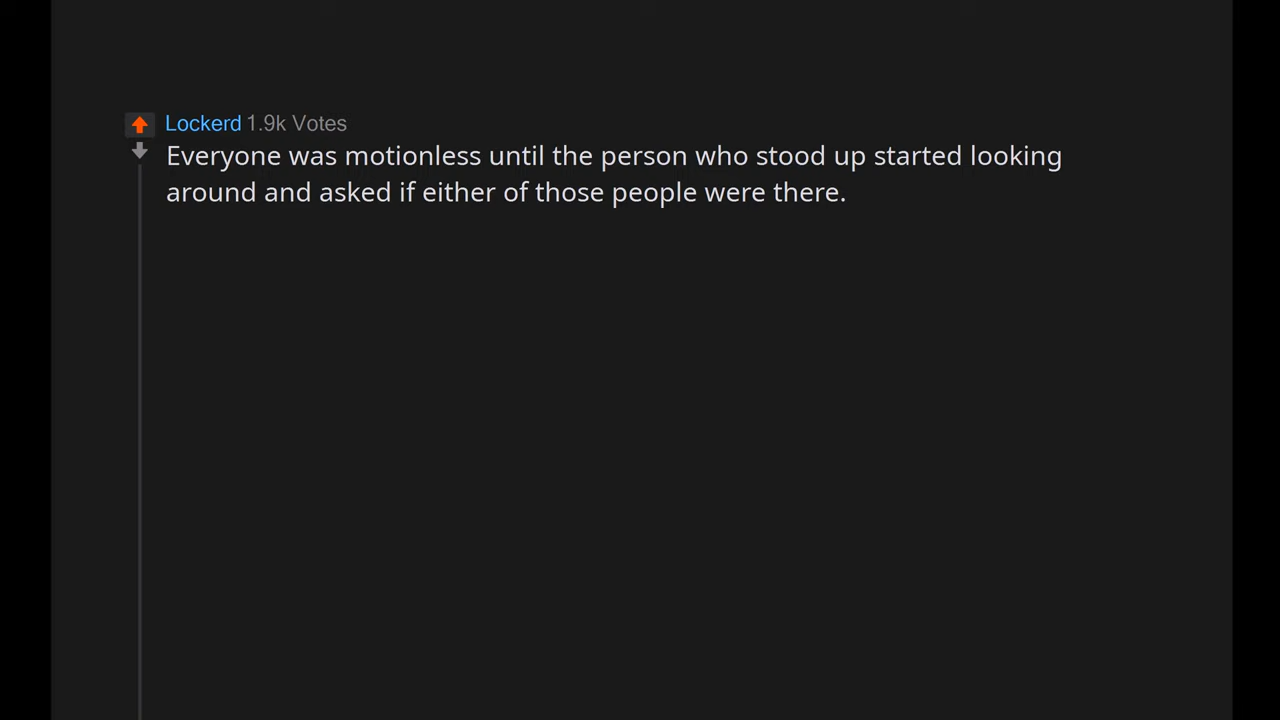 Lockerd 1.9k Votes
Everyone was motionless until the person who stood up started looking
around and asked if either of those people were there.